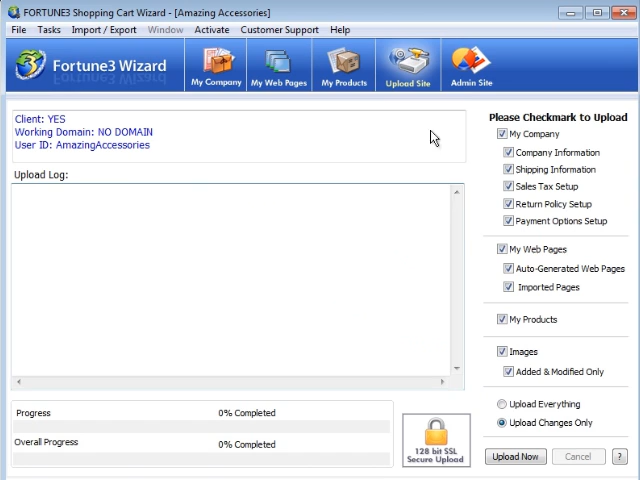 FORTUNE3 Shopping Cart Wizard - [Amazing Accessories]
File Tasks Import / Export Window Activate Customer Support Help
Fortune3 Wizard
My Company My Web Pages My Products Upload Site Admin Site
Client: YES
Working Domain: NO DOMAIN
User ID: AmazingAccessories
Upload Log:
Please Checkmark to Upload
My Company
Company Information
Shipping Information
Sales Tax Setup
Return Policy Setup
Payment Options Setup
My Web Pages
Auto-Generated Web Pages
Imported Pages
My Products
Images
Added & Modified Only
Upload Everything
Upload Changes Only
Progress 0% Completed
Overall Progress 0% Completed
128 bit SSL
Secure Upload
Upload Now Cancel ?